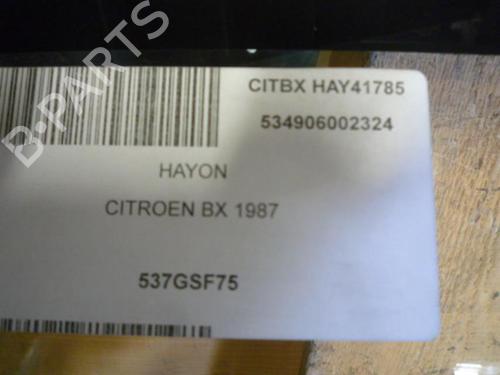 CITBX HAY41785
534906002324
HAYON
CITROEN BX 1987
537GSF75
B-PARTS